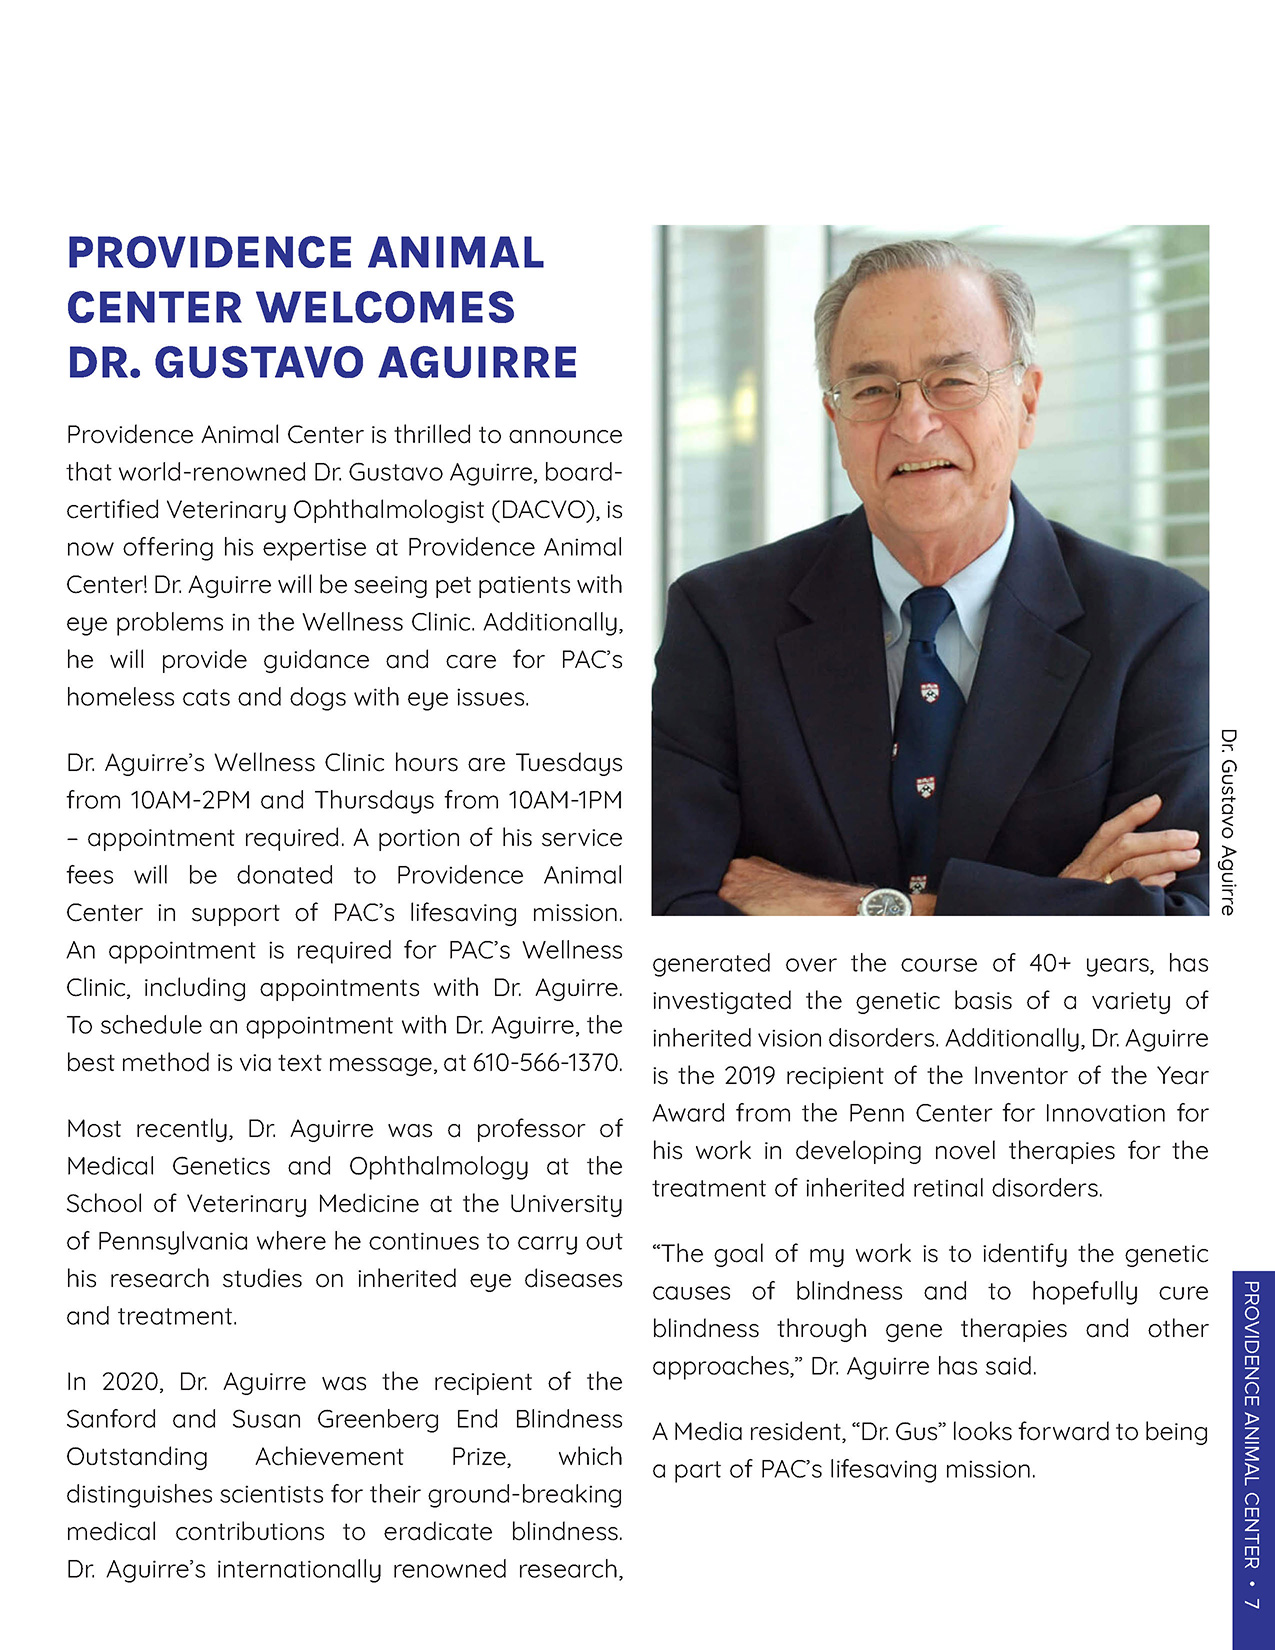 PROVIDENCE ANIMAL
CENTER WELCOMES
DR. GUSTAVO AGUIRRE
Providence Animal Center is thrilled to announce
that world-renowned Dr. Gustavo Aguirre, board-
certified Veterinary Ophthalmologist (DACVO), is
now offering his expertise at Providence Animal
Center! Dr. Aguirre will be seeing pet patients with
eye problems in the Wellness Clinic. Additionally,
he will provide guidance and care for PAC’s
homeless cats and dogs with eye issues.
Dr. Aguirre’s Wellness Clinic hours are Tuesdays
from 10AM-2PM and Thursdays from 10AM-1PM
– appointment required. A portion of his service
fees will be donated to Providence Animal
Center in support of PAC’s lifesaving mission.
An appointment is required for PAC’s Wellness
Clinic, including appointments with Dr. Aguirre.
To schedule an appointment with Dr. Aguirre, the
best method is via text message, at 610-566-1370.
Most recently, Dr. Aguirre was a professor of
Medical Genetics and Ophthalmology at the
School of Veterinary Medicine at the University
of Pennsylvania where he continues to carry out
his research studies on inherited eye diseases
and treatment.
In 2020, Dr. Aguirre was the recipient of the
Sanford and Susan Greenberg End Blindness
Outstanding Achievement Prize, which
distinguishes scientists for their ground-breaking
medical contributions to eradicate blindness.
Dr. Aguirre’s internationally renowned research,
Dr. Gustavo Aguirre
generated over the course of 40+ years, has
investigated the genetic basis of a variety of
inherited vision disorders. Additionally, Dr. Aguirre
is the 2019 recipient of the Inventor of the Year
Award from the Penn Center for Innovation for
his work in developing novel therapies for the
treatment of inherited retinal disorders.
“The goal of my work is to identify the genetic
causes of blindness and to hopefully cure
blindness through gene therapies and other
approaches,” Dr. Aguirre has said.
A Media resident, “Dr. Gus” looks forward to being
a part of PAC’s lifesaving mission.
PROVIDENCE ANIMAL CENTER • 7